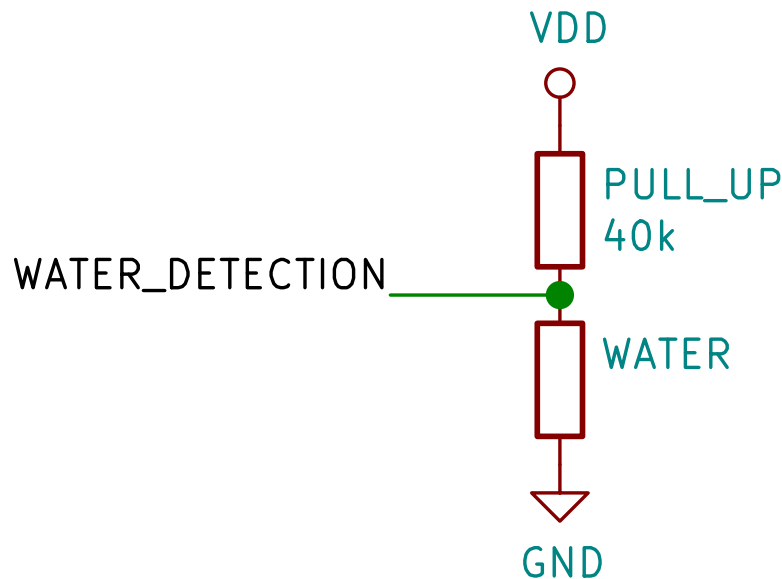 VDD
PULL_UP
40k
WATER_DETECTION
WATER
GND